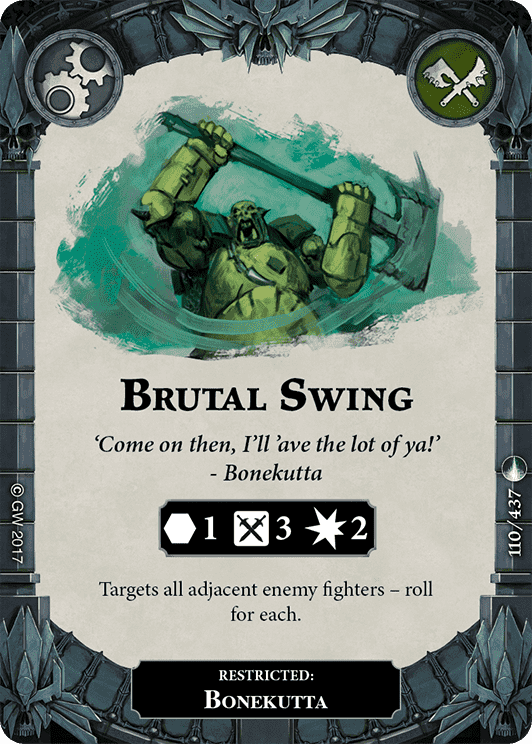 Brutal Swing
‘Come on then, I’ll ’ave the lot of ya!’
- Bonekutta
1 3 2
Targets all adjacent enemy fighters – roll
for each.
RESTRICTED:
Bonekutta
© GW 2017
110/437